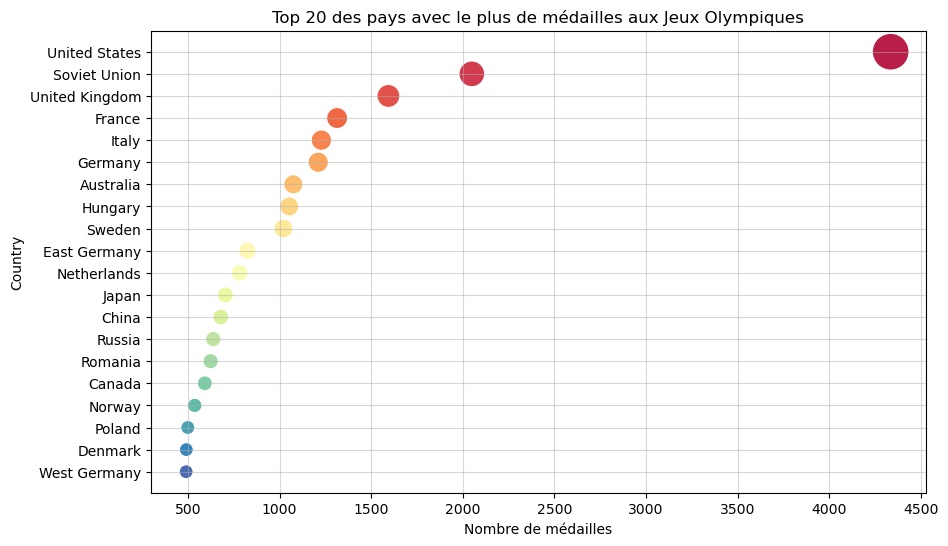 Top 20 des pays avec le plus de médailles aux Jeux Olympiques
Country
United States
Soviet Union
United Kingdom
France
Italy
Germany
Australia
Hungary
Sweden
East Germany
Netherlands
Japan
China
Russia
Romania
Canada
Norway
Poland
Denmark
West Germany
500 1000 1500 2000 2500 3000 3500 4000 4500
Nombre de médailles